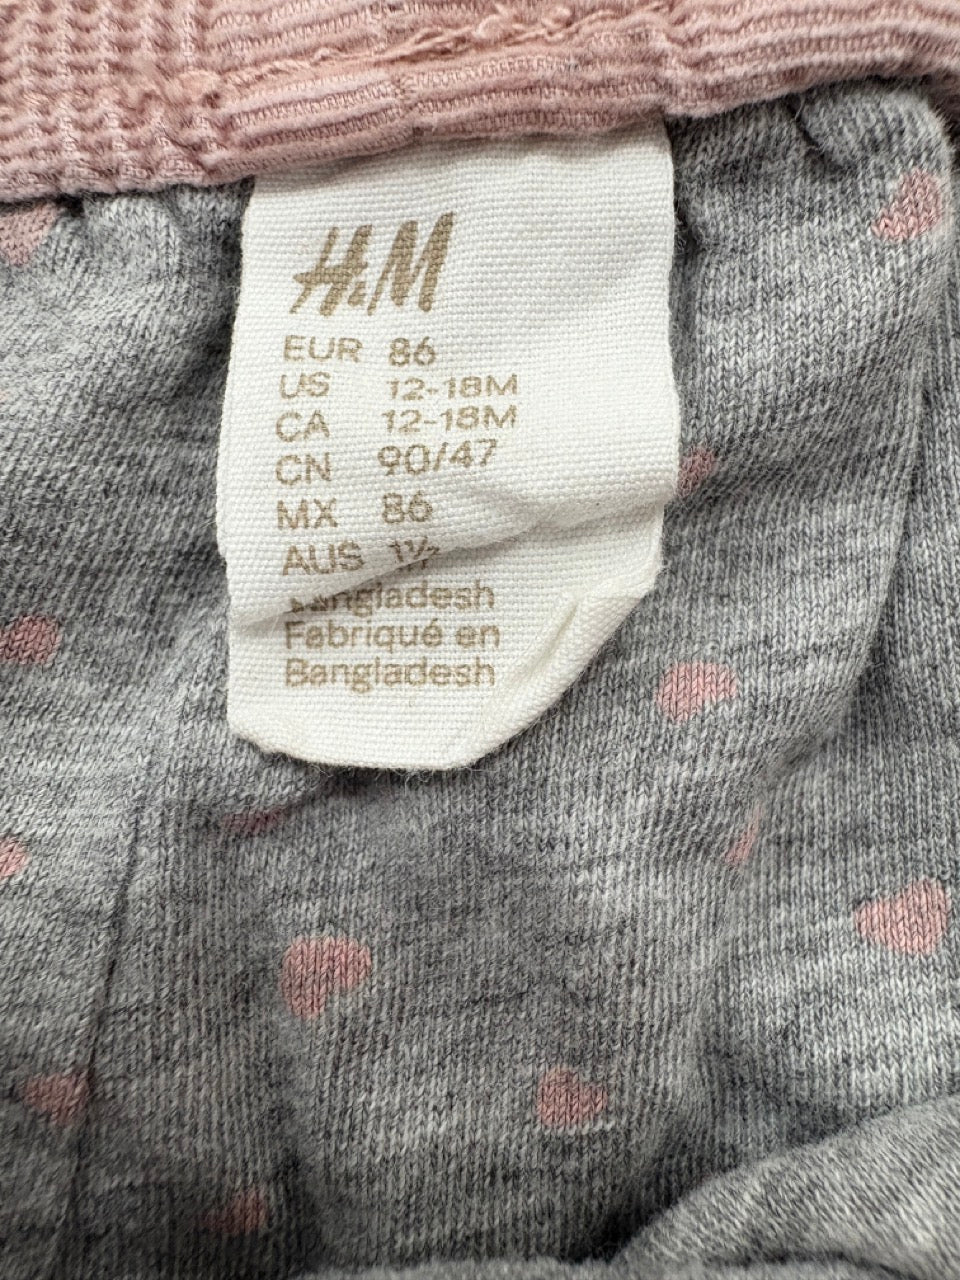 H&M
EUR 86
US 12-18M
CA 12-18M
CN 90/47
MX 86
AUS 1½
Bangladesh
Fabriqué en
Bangladesh